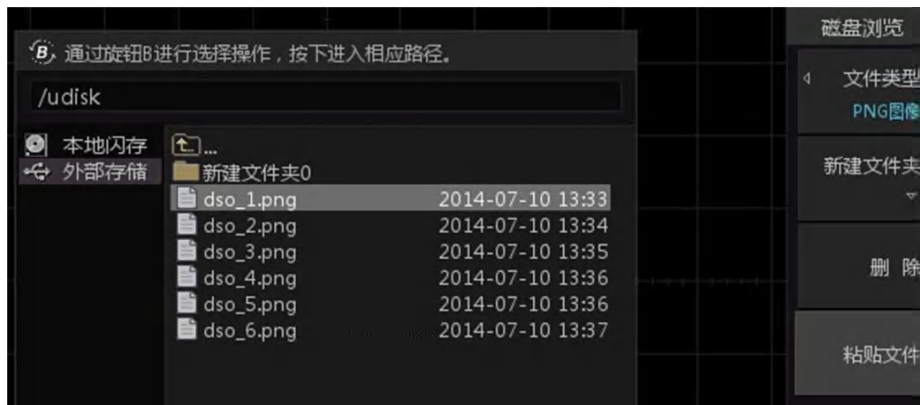 B 通过旋钮B进行选择操作，按下进入相应路径。
/udisk
本地闪存
外部存储
...
新建文件夹0
dso_1.png 2014-07-10 13:33
dso_2.png 2014-07-10 13:34
dso_3.png 2014-07-10 13:35
dso_4.png 2014-07-10 13:36
dso_5.png 2014-07-10 13:36
dso_6.png 2014-07-10 13:37
磁盘浏览
文件类型
PNG图像
新建文件夹
删 除
粘贴文件